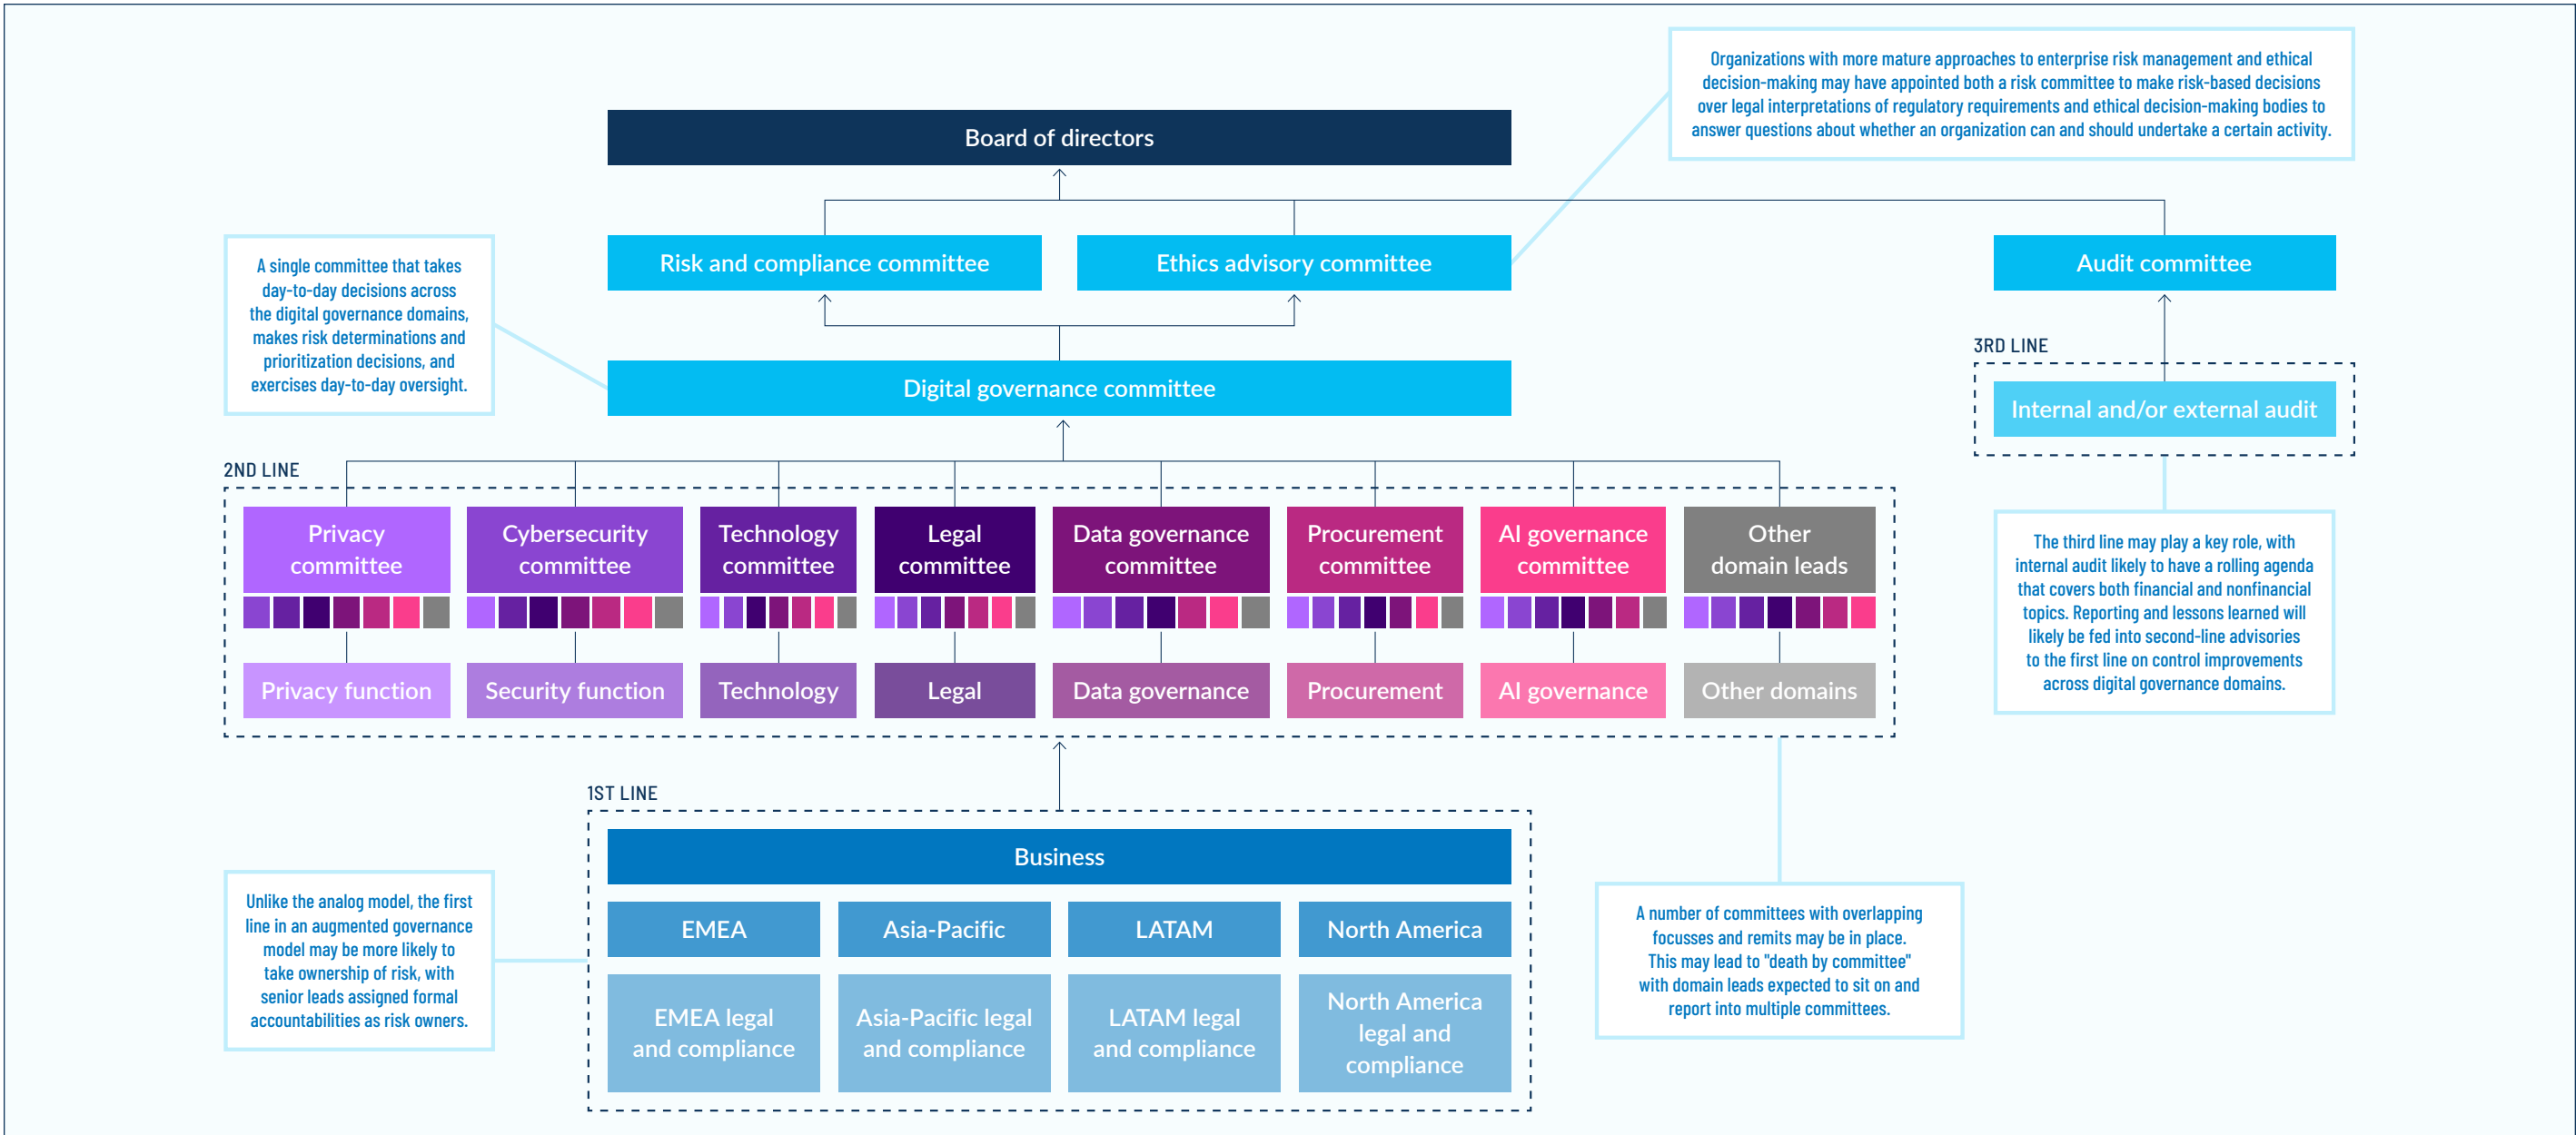 Organizations with more mature approaches to enterprise risk management and ethical
decision-making may have appointed both a risk committee to make risk-based decisions
over legal interpretations of regulatory requirements and ethical decision-making bodies to
answer questions about whether an organization can and should undertake a certain activity.
Board of directors
Risk and compliance committee
Ethics advisory committee
Audit committee
A single committee that takes
day-to-day decisions across
the digital governance domains,
makes risk determinations and
prioritization decisions, and
exercises day-to-day oversight.
Digital governance committee
3RD LINE
Internal and/or external audit
2ND LINE
Privacy
committee
Cybersecurity
committee
Technology
committee
Legal
committee
Data governance
committee
Procurement
committee
AI governance
committee
Other
domain leads
Privacy function
Security function
Technology
Legal
Data governance
Procurement
AI governance
Other domains
The third line may play a key role, with
internal audit likely to have a rolling agenda
that covers both financial and nonfinancial
topics. Reporting and lessons learned will
likely be fed into second-line advisories
to the first line on control improvements
across digital governance domains.
1ST LINE
Business
EMEA
Asia-Pacific
LATAM
North America
EMEA legal
and compliance
Asia-Pacific legal
and compliance
LATAM legal
and compliance
North America
legal and
compliance
Unlike the analog model, the first
line in an augmented governance
model may be more likely to
take ownership of risk, with
senior leads assigned formal
accountabilities as risk owners.
A number of committees with overlapping
focusses and remits may be in place.
This may lead to "death by committee"
with domain leads expected to sit on and
report into multiple committees.